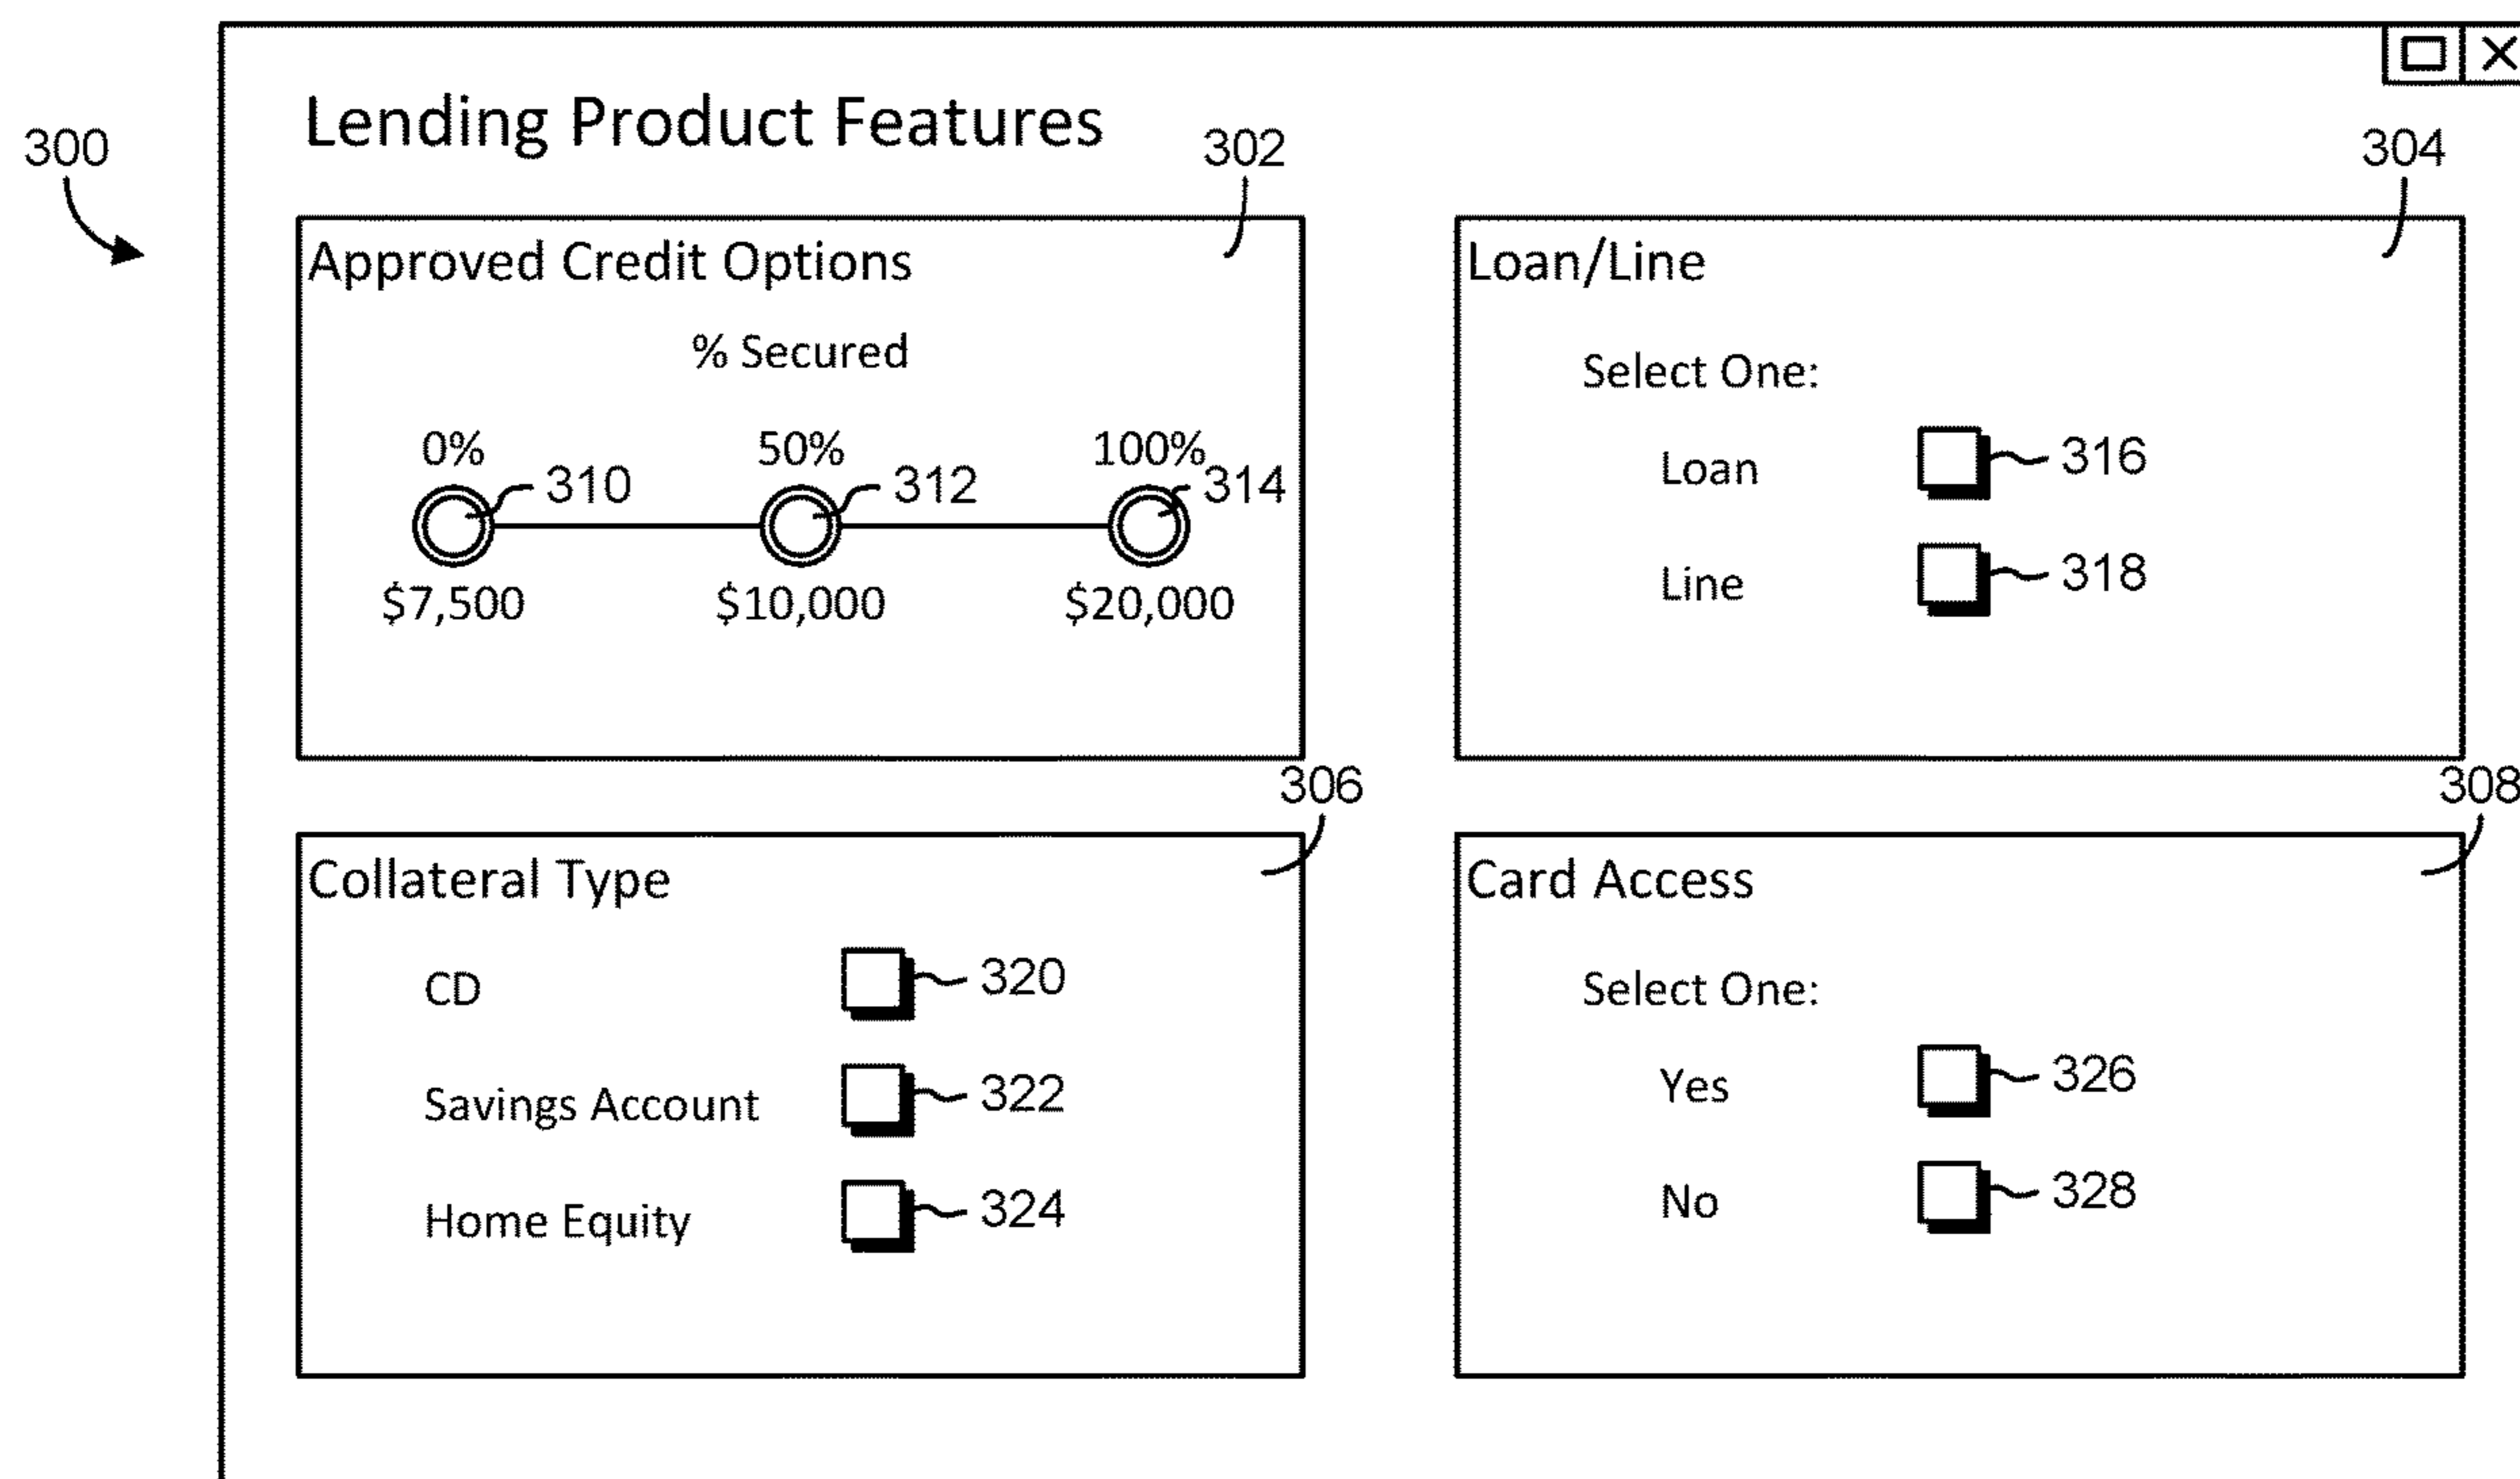 Lending Product Features
300
302
304
Approved Credit Options
% Secured
0% 50% 100%
310 312 314
$7,500 $10,000 $20,000
Loan/Line
Select One:
Loan 316
Line 318
306
308
Collateral Type
CD 320
Savings Account 322
Home Equity 324
Card Access
Select One:
Yes 326
No 328